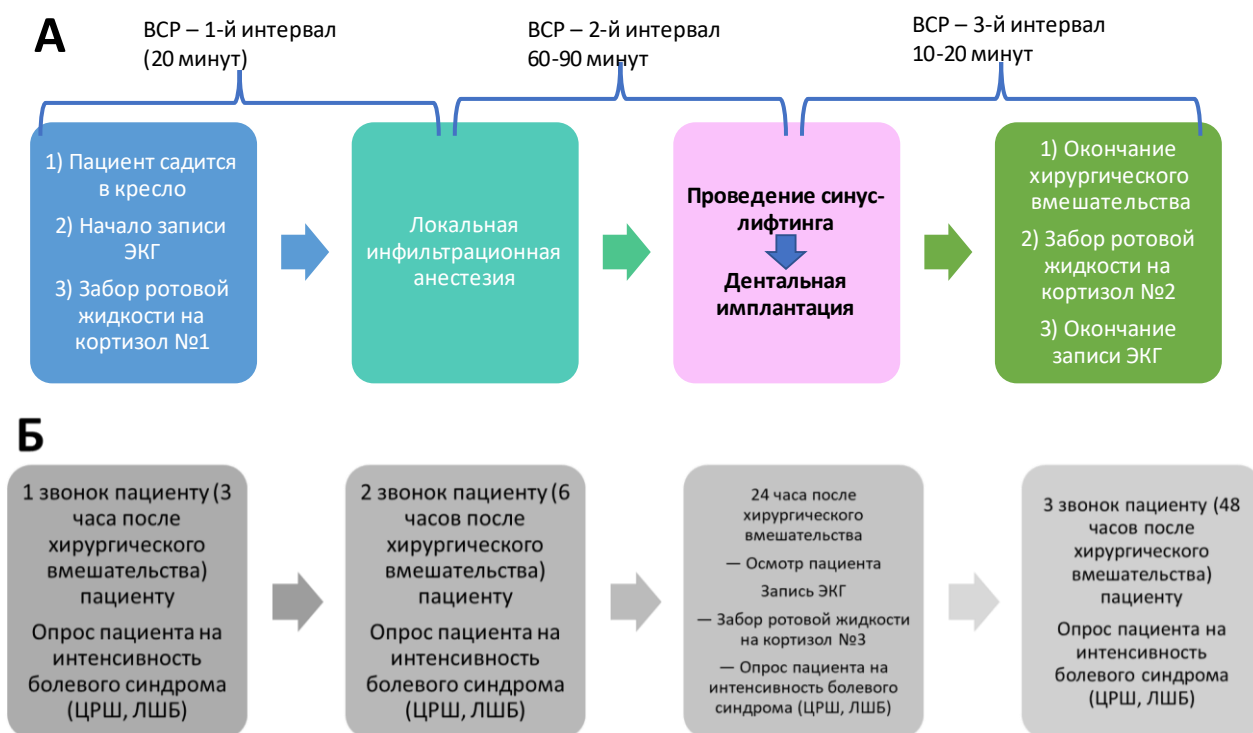 А
ВСР – 1-й интервал
(20 минут)
ВСР – 2-й интервал
60-90 минут
ВСР – 3-й интервал
10-20 минут
1) Пациент садится
в кресло
2) Начало записи
ЭКГ
3) Забор ротовой
жидкости на
кортизол №1
Локальная
инфильтрационная
анестезия
Проведение синус-
лифтинга
Дентальная
имплантация
1) Окончание
хирургического
вмешательства
2) Забор ротовой
жидкости на
кортизол №2
3) Окончание
записи ЭКГ
Б
1 звонок пациенту (3
часа после
хирургического
вмешательства)
пациенту
Опрос пациента на
интенсивность
болевого синдрома
(ЦРШ, ЛШБ)
2 звонок пациенту (6
часов после
хирургического
вмешательства)
пациенту
Опрос пациента на
интенсивность
болевого синдрома
(ЦРШ, ЛШБ)
24 часа после
хирургического
вмешательства
— Осмотр пациента
Запись ЭКГ
— Забор ротовой жидкости
на кортизол №3
— Опрос пациента на
интенсивность болевого
синдрома (ЦРШ, ЛШБ)
3 звонок пациенту (48
часов после
хирургического
вмешательства)
пациенту
Опрос пациента на
интенсивность болевого
синдрома (ЦРШ, ЛШБ)